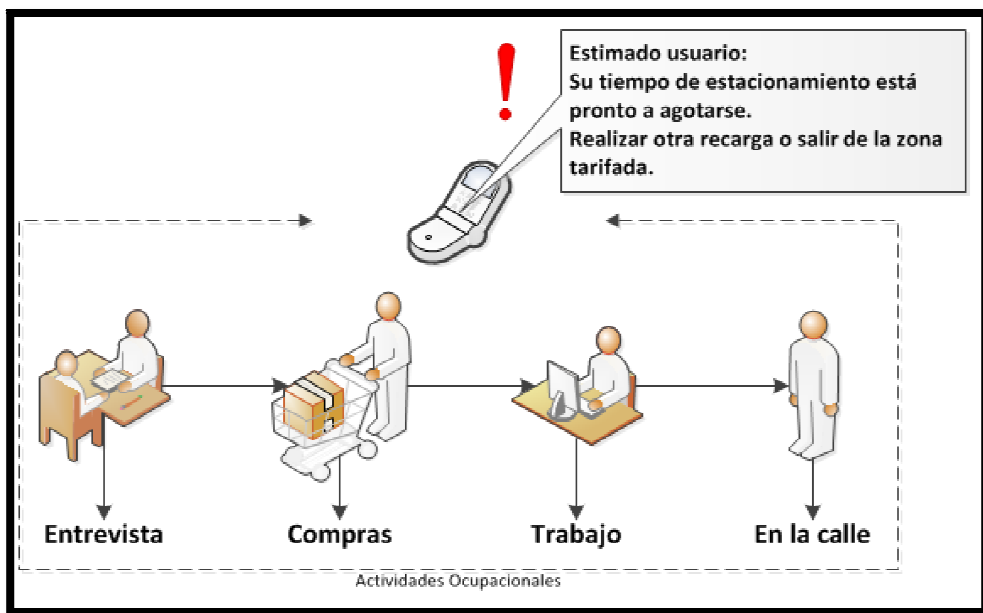 Estimado usuario:
Su tiempo de estacionamiento está
pronto a agotarse.
Realizar otra recarga o salir de la zona
tarifada.
Entrevista
Compras
Trabajo
En la calle
Actividades Ocupacionales